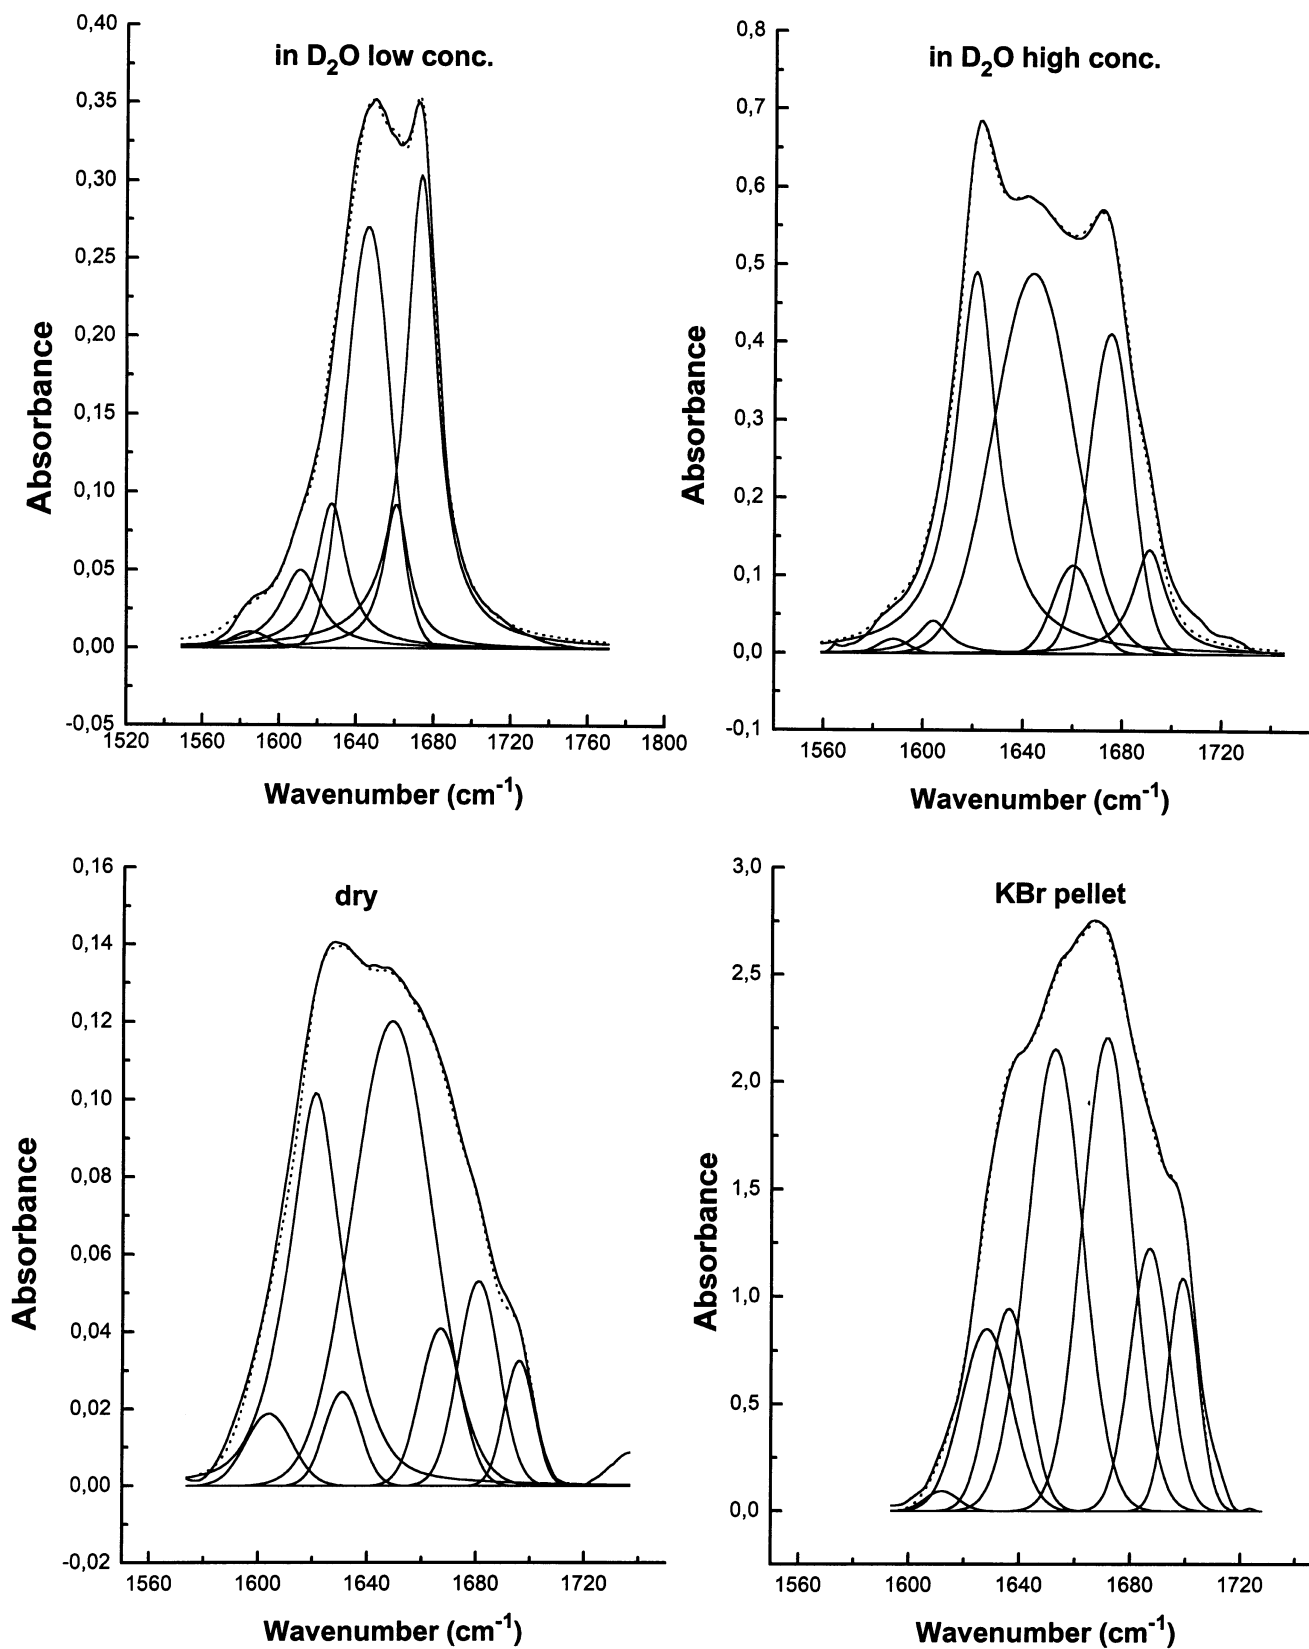 in D₂O low conc.
0,40
0,35
0,30
0,25
0,20
0,15
0,10
0,05
0,00
-0,05
Absorbance
1520 1560 1600 1640 1680 1720 1760 1800
Wavenumber (cm⁻¹)
in D₂O high conc.
0,8
0,7
0,6
0,5
0,4
0,3
0,2
0,1
0,0
-0,1
Absorbance
1560 1600 1640 1680 1720
Wavenumber (cm⁻¹)
dry
0,16
0,14
0,12
0,10
0,08
0,06
0,04
0,02
0,00
-0,02
Absorbance
1560 1600 1640 1680 1720
Wavenumber (cm⁻¹)
KBr pellet
3,0
2,5
2,0
1,5
1,0
0,5
0,0
Absorbance
1560 1600 1640 1680 1720
Wavenumber (cm⁻¹)